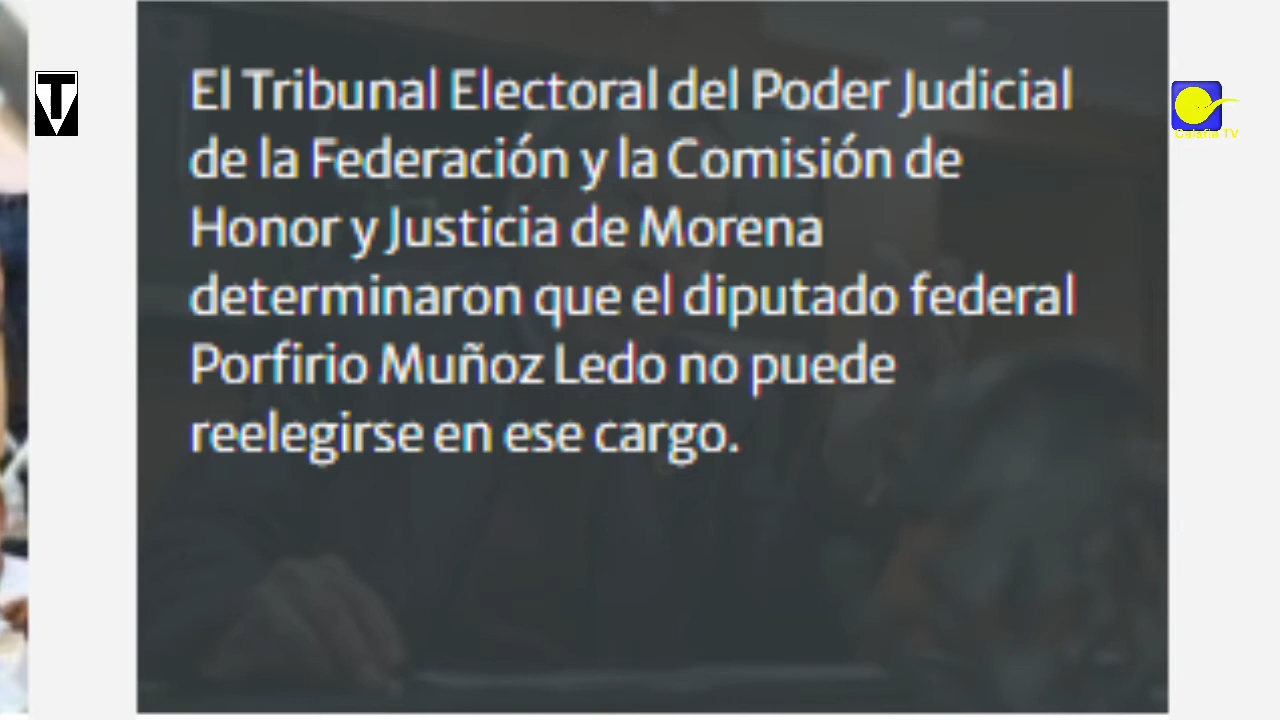 El Tribunal Electoral del Poder Judicial
de la Federación y la Comisión de
Honor y Justicia de Morena
determinaron que el diputado federal
Porfirio Muñoz Ledo no puede
reelegirse en ese cargo.
TV